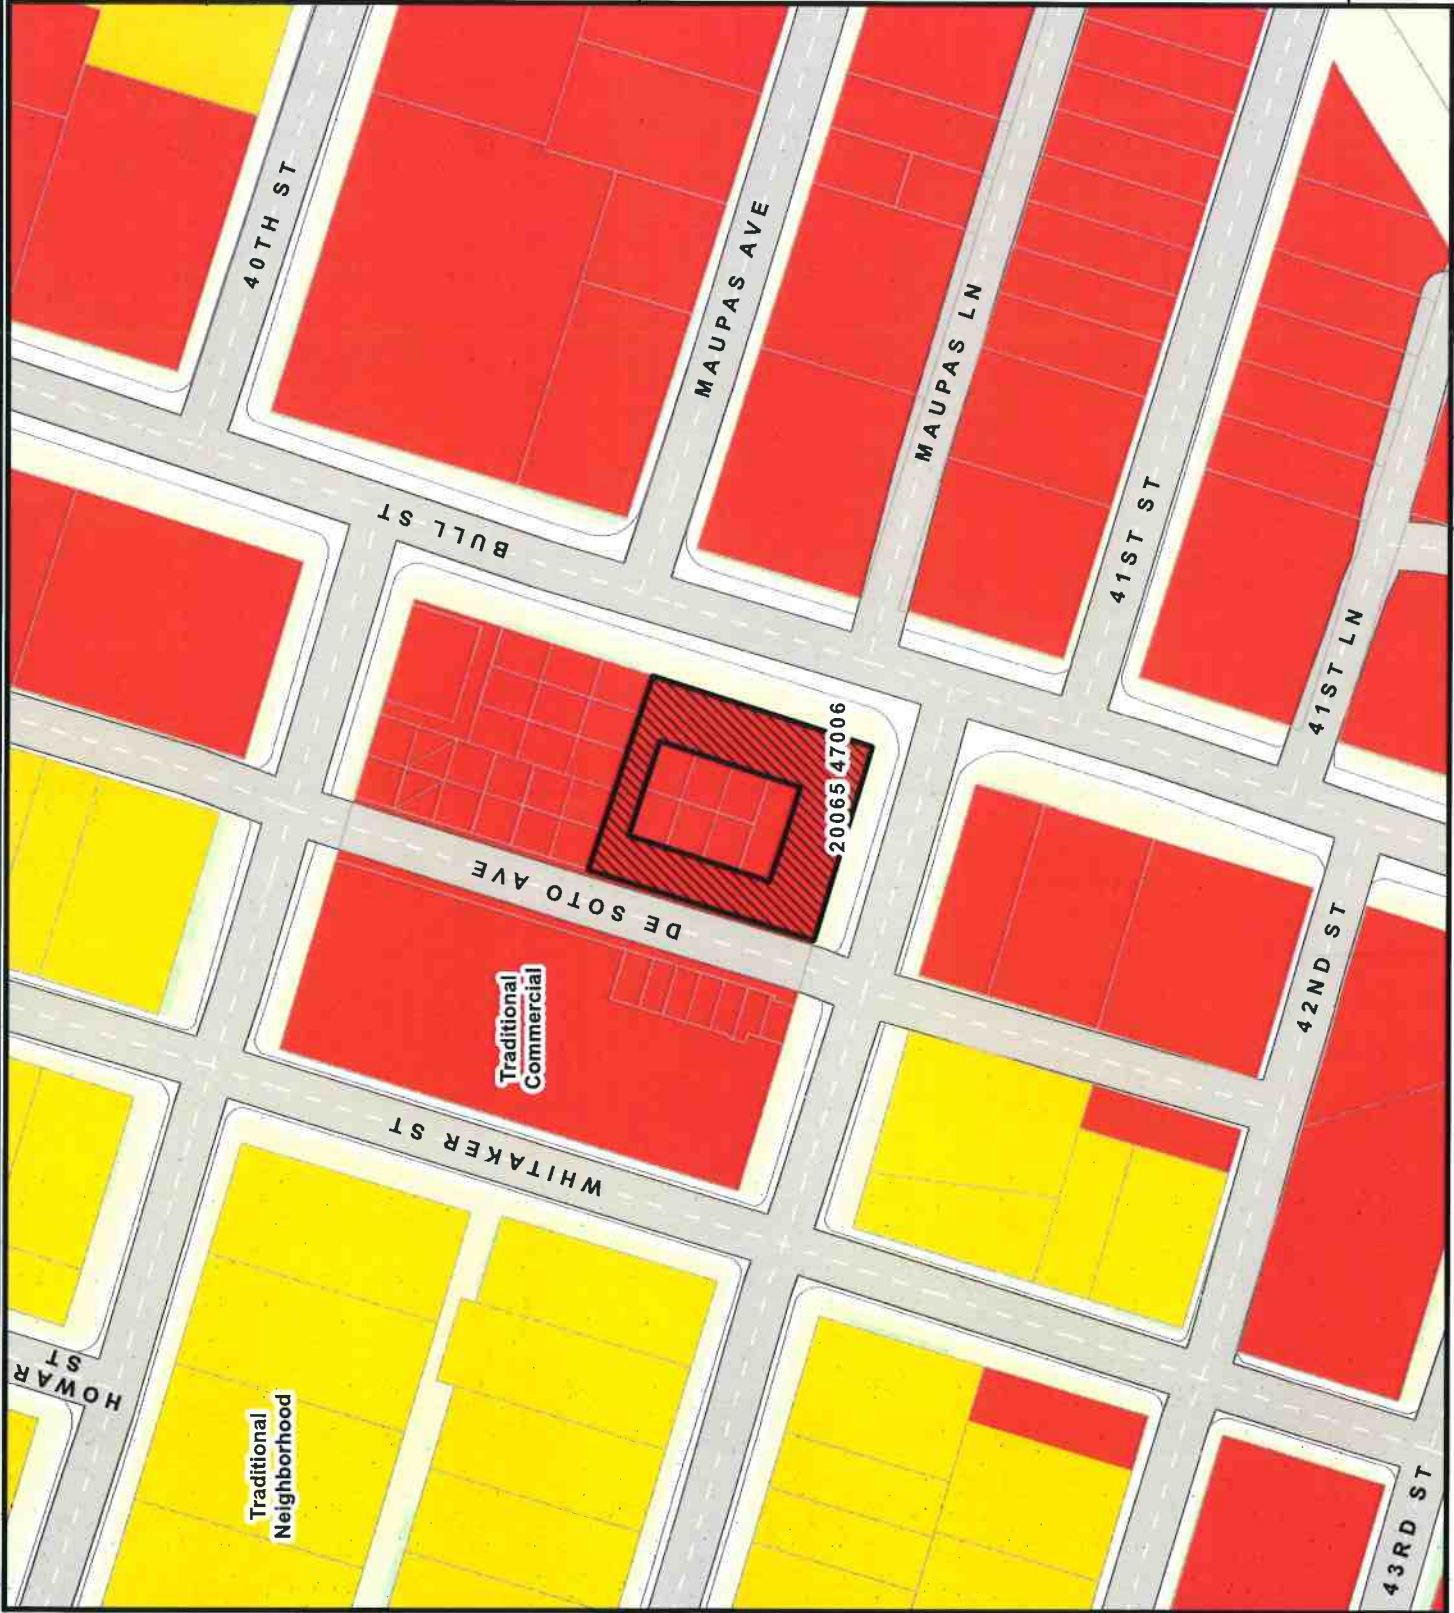 40TH ST
MAUPAS AVE
MAUPAS LN
BULL ST
41ST ST
41ST LN
20065 47006
DE SOTO AVE
42ND ST
Traditional
Commercial
WHITAKER ST
HOWAR
ST
Traditional
Neighborhood
43RD ST